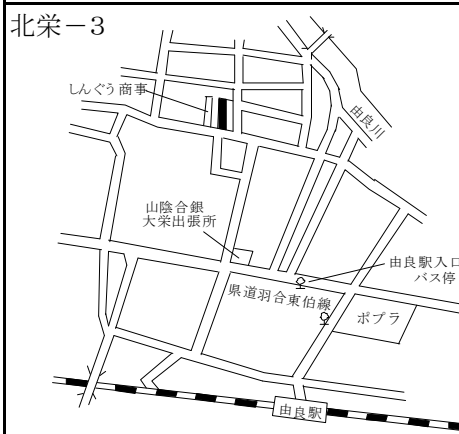 北栄－3
しんぐう商事
由良川
山陰合銀
大栄出張所
由良駅入口
バス停
県道羽合東伯線
ポプラ
由良駅